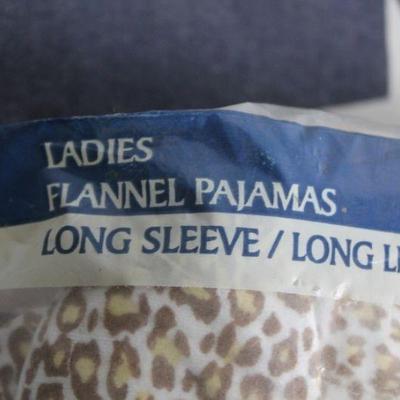 LADIES
FLANNEL PAJAMAS
LONG SLEEVE / LONG